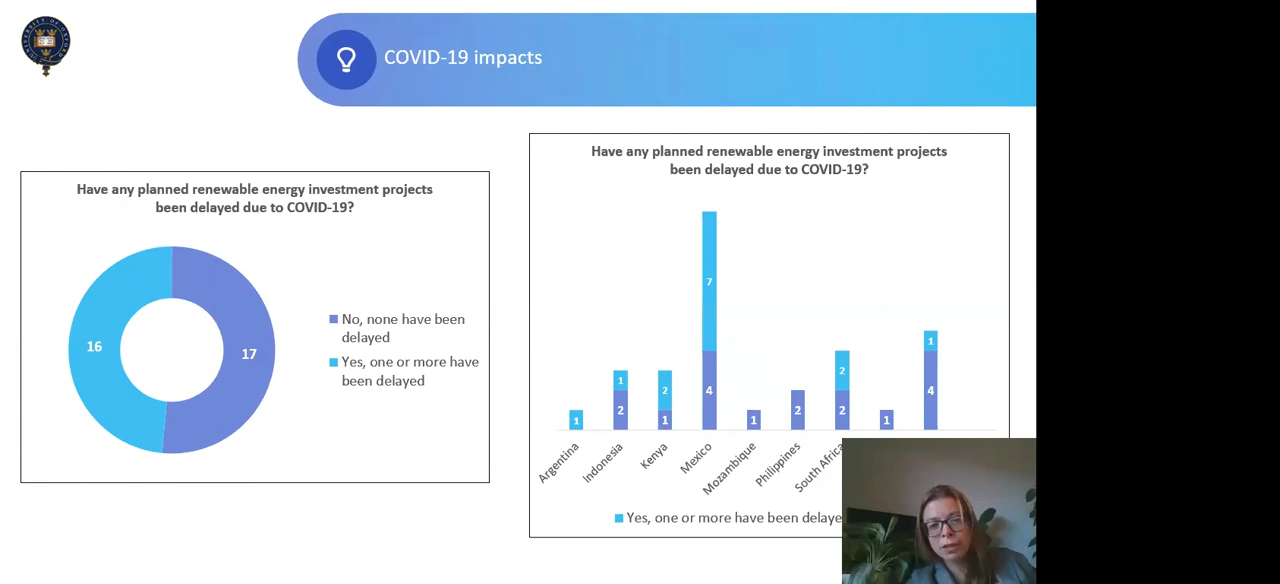 COVID-19 impacts
Have any planned renewable energy investment projects
been delayed due to COVID-19?
16
17
No, none have been
delayed
Yes, one or more have
been delayed
Have any planned renewable energy investment projects
been delayed due to COVID-19?
7
4
1
2
2
1
1
1
2
2
2
1
1
4
Argentina
Indonesia
Kenya
Mexico
Mozambique
Philippines
South Africa
Yes, one or more have been delaye